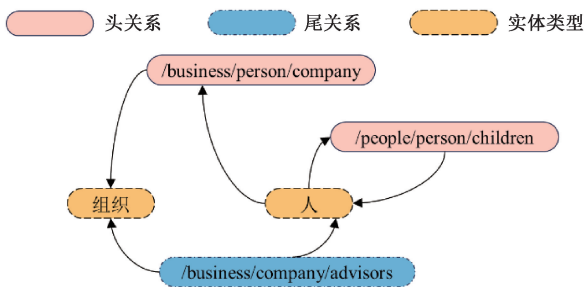 头关系
尾关系
实体类型
/business/person/company
/people/person/children
组织
人
/business/company/advisors